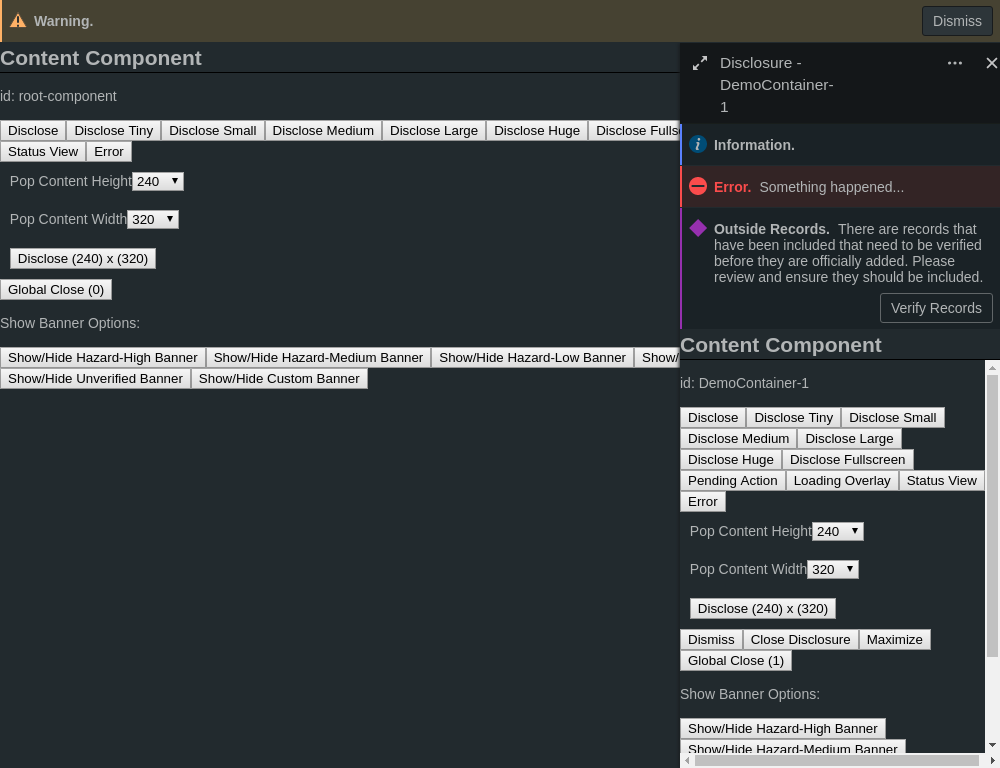 Warning.
Dismiss
Content Component
id: root-component
Disclose Disclose Tiny Disclose Small Disclose Medium Disclose Large Disclose Huge Disclose Fulls
Status View Error
Pop Content Height 240
Pop Content Width 320
Disclose (240) x (320)
Global Close (0)
Show Banner Options:
Show/Hide Hazard-High Banner Show/Hide Hazard-Medium Banner Show/Hide Hazard-Low Banner Show/
Show/Hide Unverified Banner Show/Hide Custom Banner
Disclosure -
DemoContainer-
1
Information.
Error. Something happened...
Outside Records. There are records that
have been included that need to be verified
before they are officially added. Please
review and ensure they should be included.
Verify Records
Content Component
id: DemoContainer-1
Disclose Disclose Tiny Disclose Small
Disclose Medium Disclose Large
Disclose Huge Disclose Fullscreen
Pending Action Loading Overlay Status View
Error
Pop Content Height 240
Pop Content Width 320
Disclose (240) x (320)
Dismiss Close Disclosure Maximize
Global Close (1)
Show Banner Options:
Show/Hide Hazard-High Banner
Show/Hide Hazard-Medium Banner